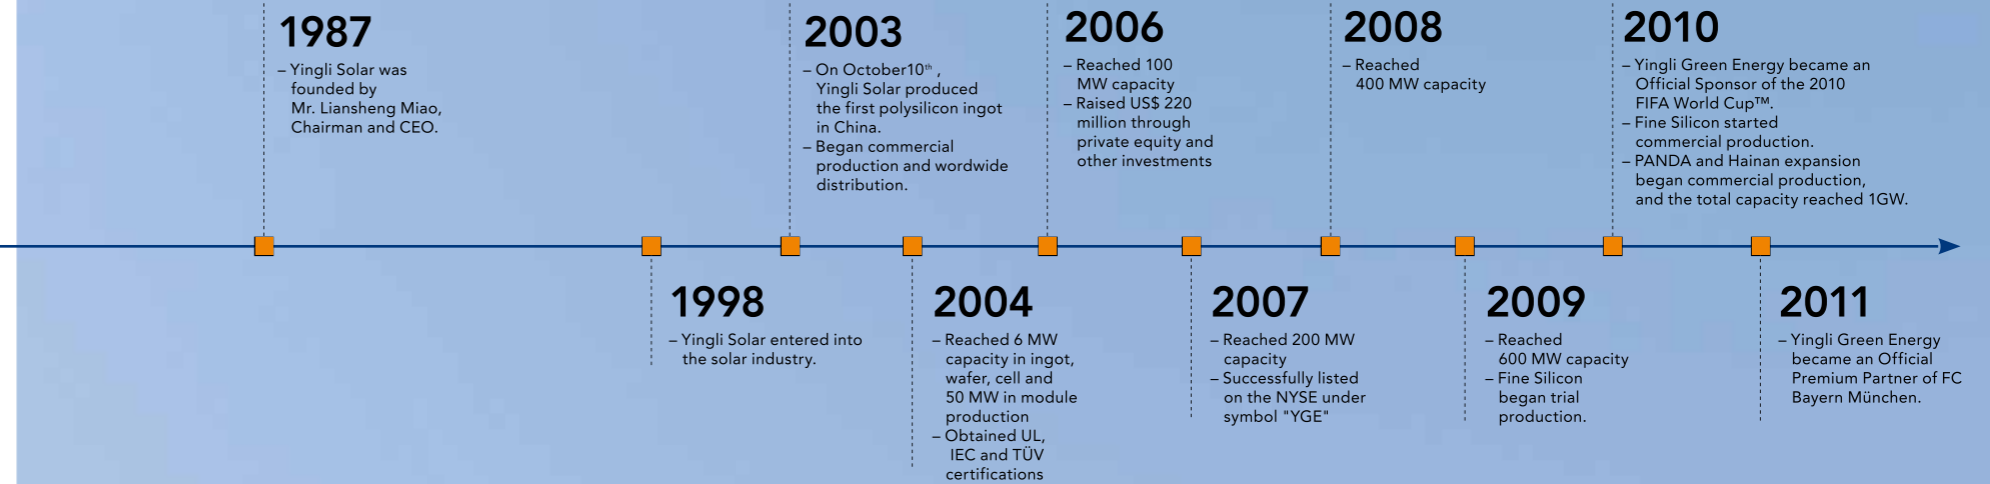 1987
– Yingli Solar was
founded by
Mr. Liansheng Miao,
Chairman and CEO.
2003
– On October10th ,
Yingli Solar produced
the first polysilicon ingot
in China.
– Began commercial
production and wordwide
distribution.
2006
– Reached 100
MW capacity
– Raised US$ 220
million through
private equity and
other investments
2008
– Reached
400 MW capacity
2010
– Yingli Green Energy became an
Official Sponsor of the 2010
FIFA World Cup™.
– Fine Silicon started
commercial production.
– PANDA and Hainan expansion
began commercial production,
and the total capacity reached 1GW.
1998
– Yingli Solar entered into
the solar industry.
2004
– Reached 6 MW
capacity in ingot,
wafer, cell and
50 MW in module
production
– Obtained UL,
IEC and TÜV
certifications
2007
– Reached 200 MW
capacity
– Successfully listed
on the NYSE under
symbol "YGE"
2009
– Reached
600 MW capacity
– Fine Silicon
began trial
production.
2011
– Yingli Green Energy
became an Official
Premium Partner of FC
Bayern München.